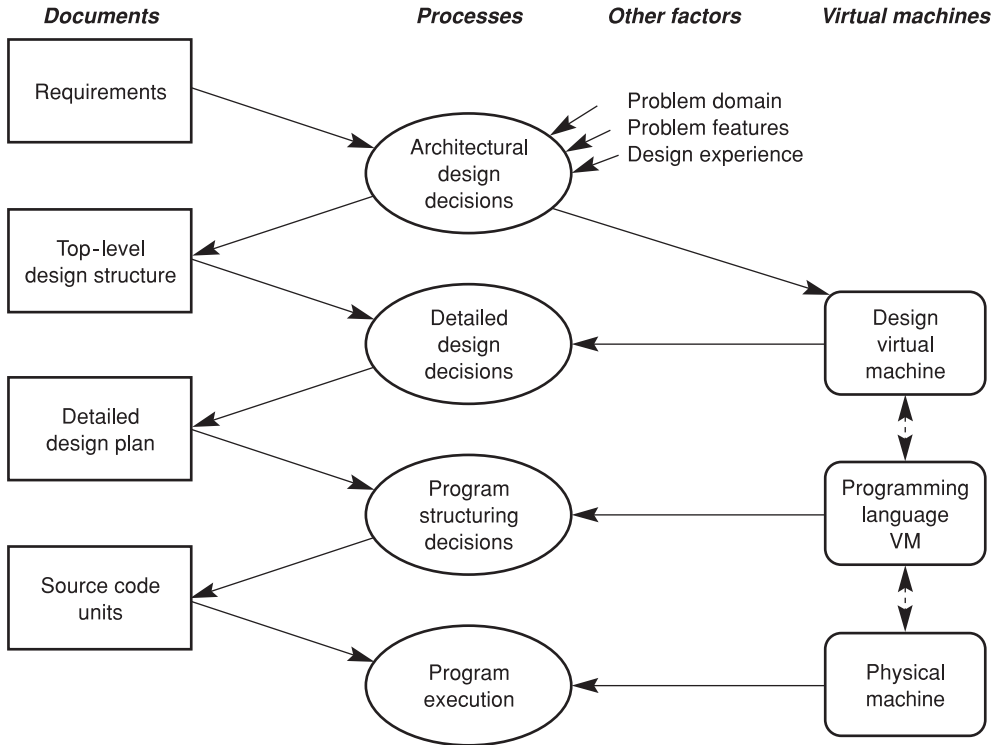 Documents
Processes
Other factors
Virtual machines
Requirements
Problem domain
Problem features
Design experience
Architectural
design
decisions
Top-level
design structure
Detailed
design
decisions
Design
virtual
machine
Detailed
design plan
Program
structuring
decisions
Programming
language
VM
Source code
units
Program
execution
Physical
machine